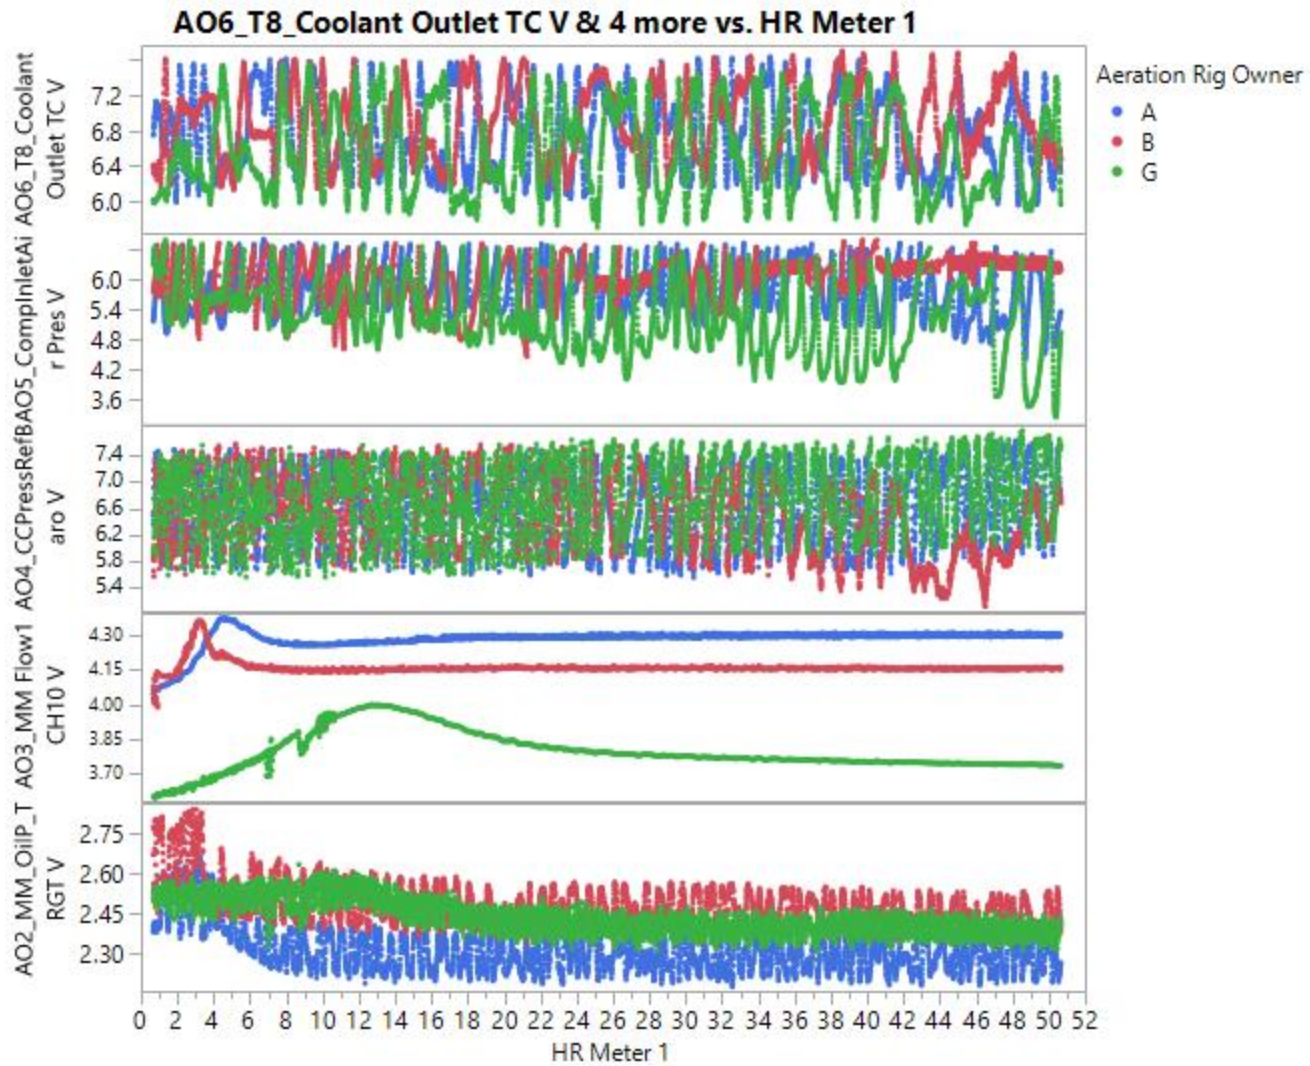 AO6_T8_Coolant Outlet TC V & 4 more vs. HR Meter 1
Aeration Rig Owner
A
B
G
AO6_T8_Coolant
Outlet TC V
7.2
6.8
6.4
6.0
AO5_CompInletAi
r Pres V
6.0
5.4
4.8
4.2
3.6
AO4_CCPressRefB
aro V
7.4
7.0
6.6
6.2
5.8
5.4
AO3_MM Flow1
CH10 V
4.30
4.15
4.00
3.85
3.70
AO2_MM_OilP_T
RGT V
2.75
2.60
2.45
2.30
0 2 4 6 8 10 12 14 16 18 20 22 24 26 28 30 32 34 36 38 40 42 44 46 48 50 52
HR Meter 1